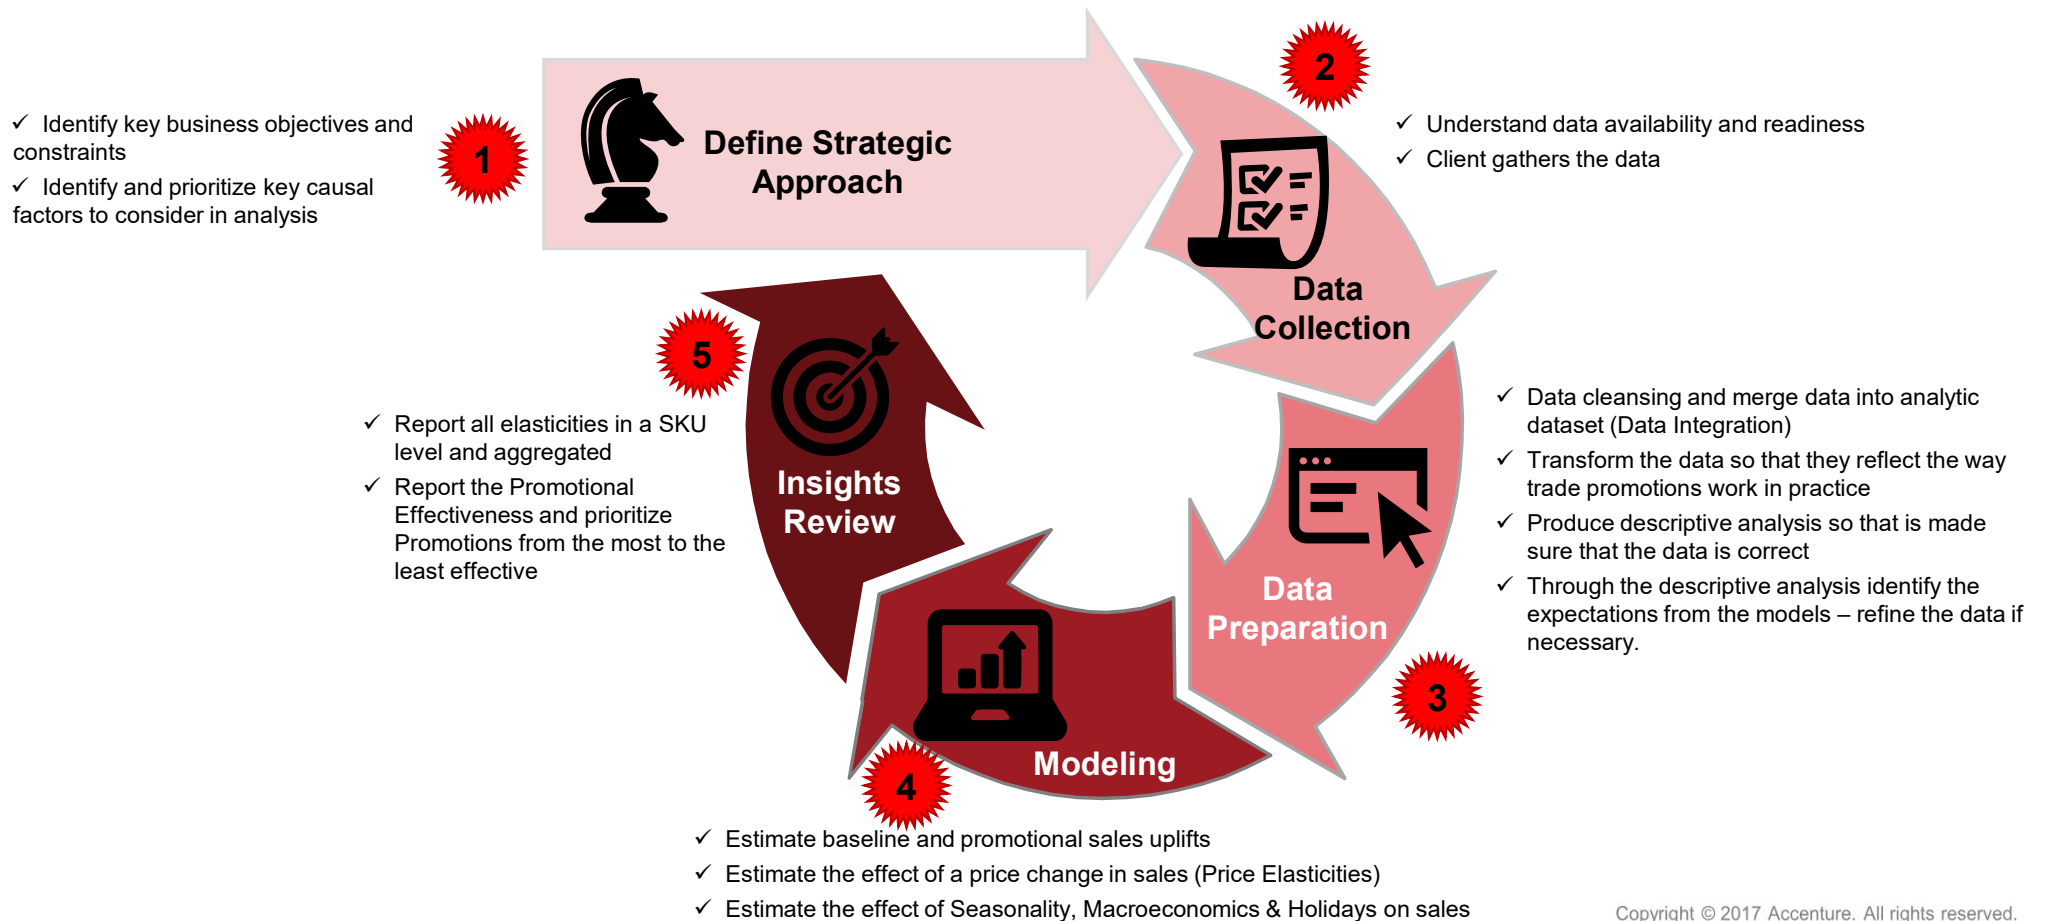 1
✓ Identify key business objectives and
constraints
✓ Identify and prioritize key causal
factors to consider in analysis
Define Strategic
Approach
2
✓ Understand data availability and readiness
✓ Client gathers the data
Data
Collection
3
✓ Data cleansing and merge data into analytic
dataset (Data Integration)
✓ Transform the data so that they reflect the way
trade promotions work in practice
✓ Produce descriptive analysis so that is made
sure that the data is correct
✓ Through the descriptive analysis identify the
expectations from the models – refine the data if
necessary.
Data
Preparation
4
Modeling
✓ Estimate baseline and promotional sales uplifts
✓ Estimate the effect of a price change in sales (Price Elasticities)
✓ Estimate the effect of Seasonality, Macroeconomics & Holidays on sales
5
Insights
Review
✓ Report all elasticities in a SKU
level and aggregated
✓ Report the Promotional
Effectiveness and prioritize
Promotions from the most to the
least effective
Copyright © 2017 Accenture. All rights reserved.